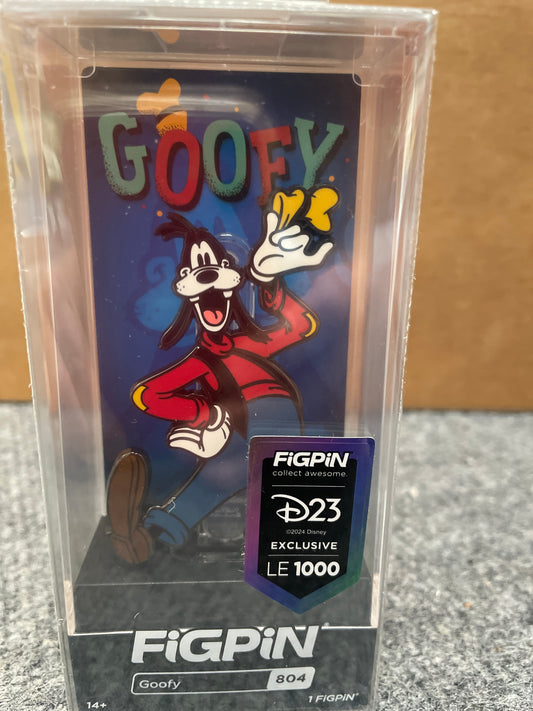 GOOFY
FiGPiN
collect awesome.
D23
©2024 Disney
EXCLUSIVE
LE 1000
FiGPiN®
Goofy 804
14+ 1 FiGPiN®